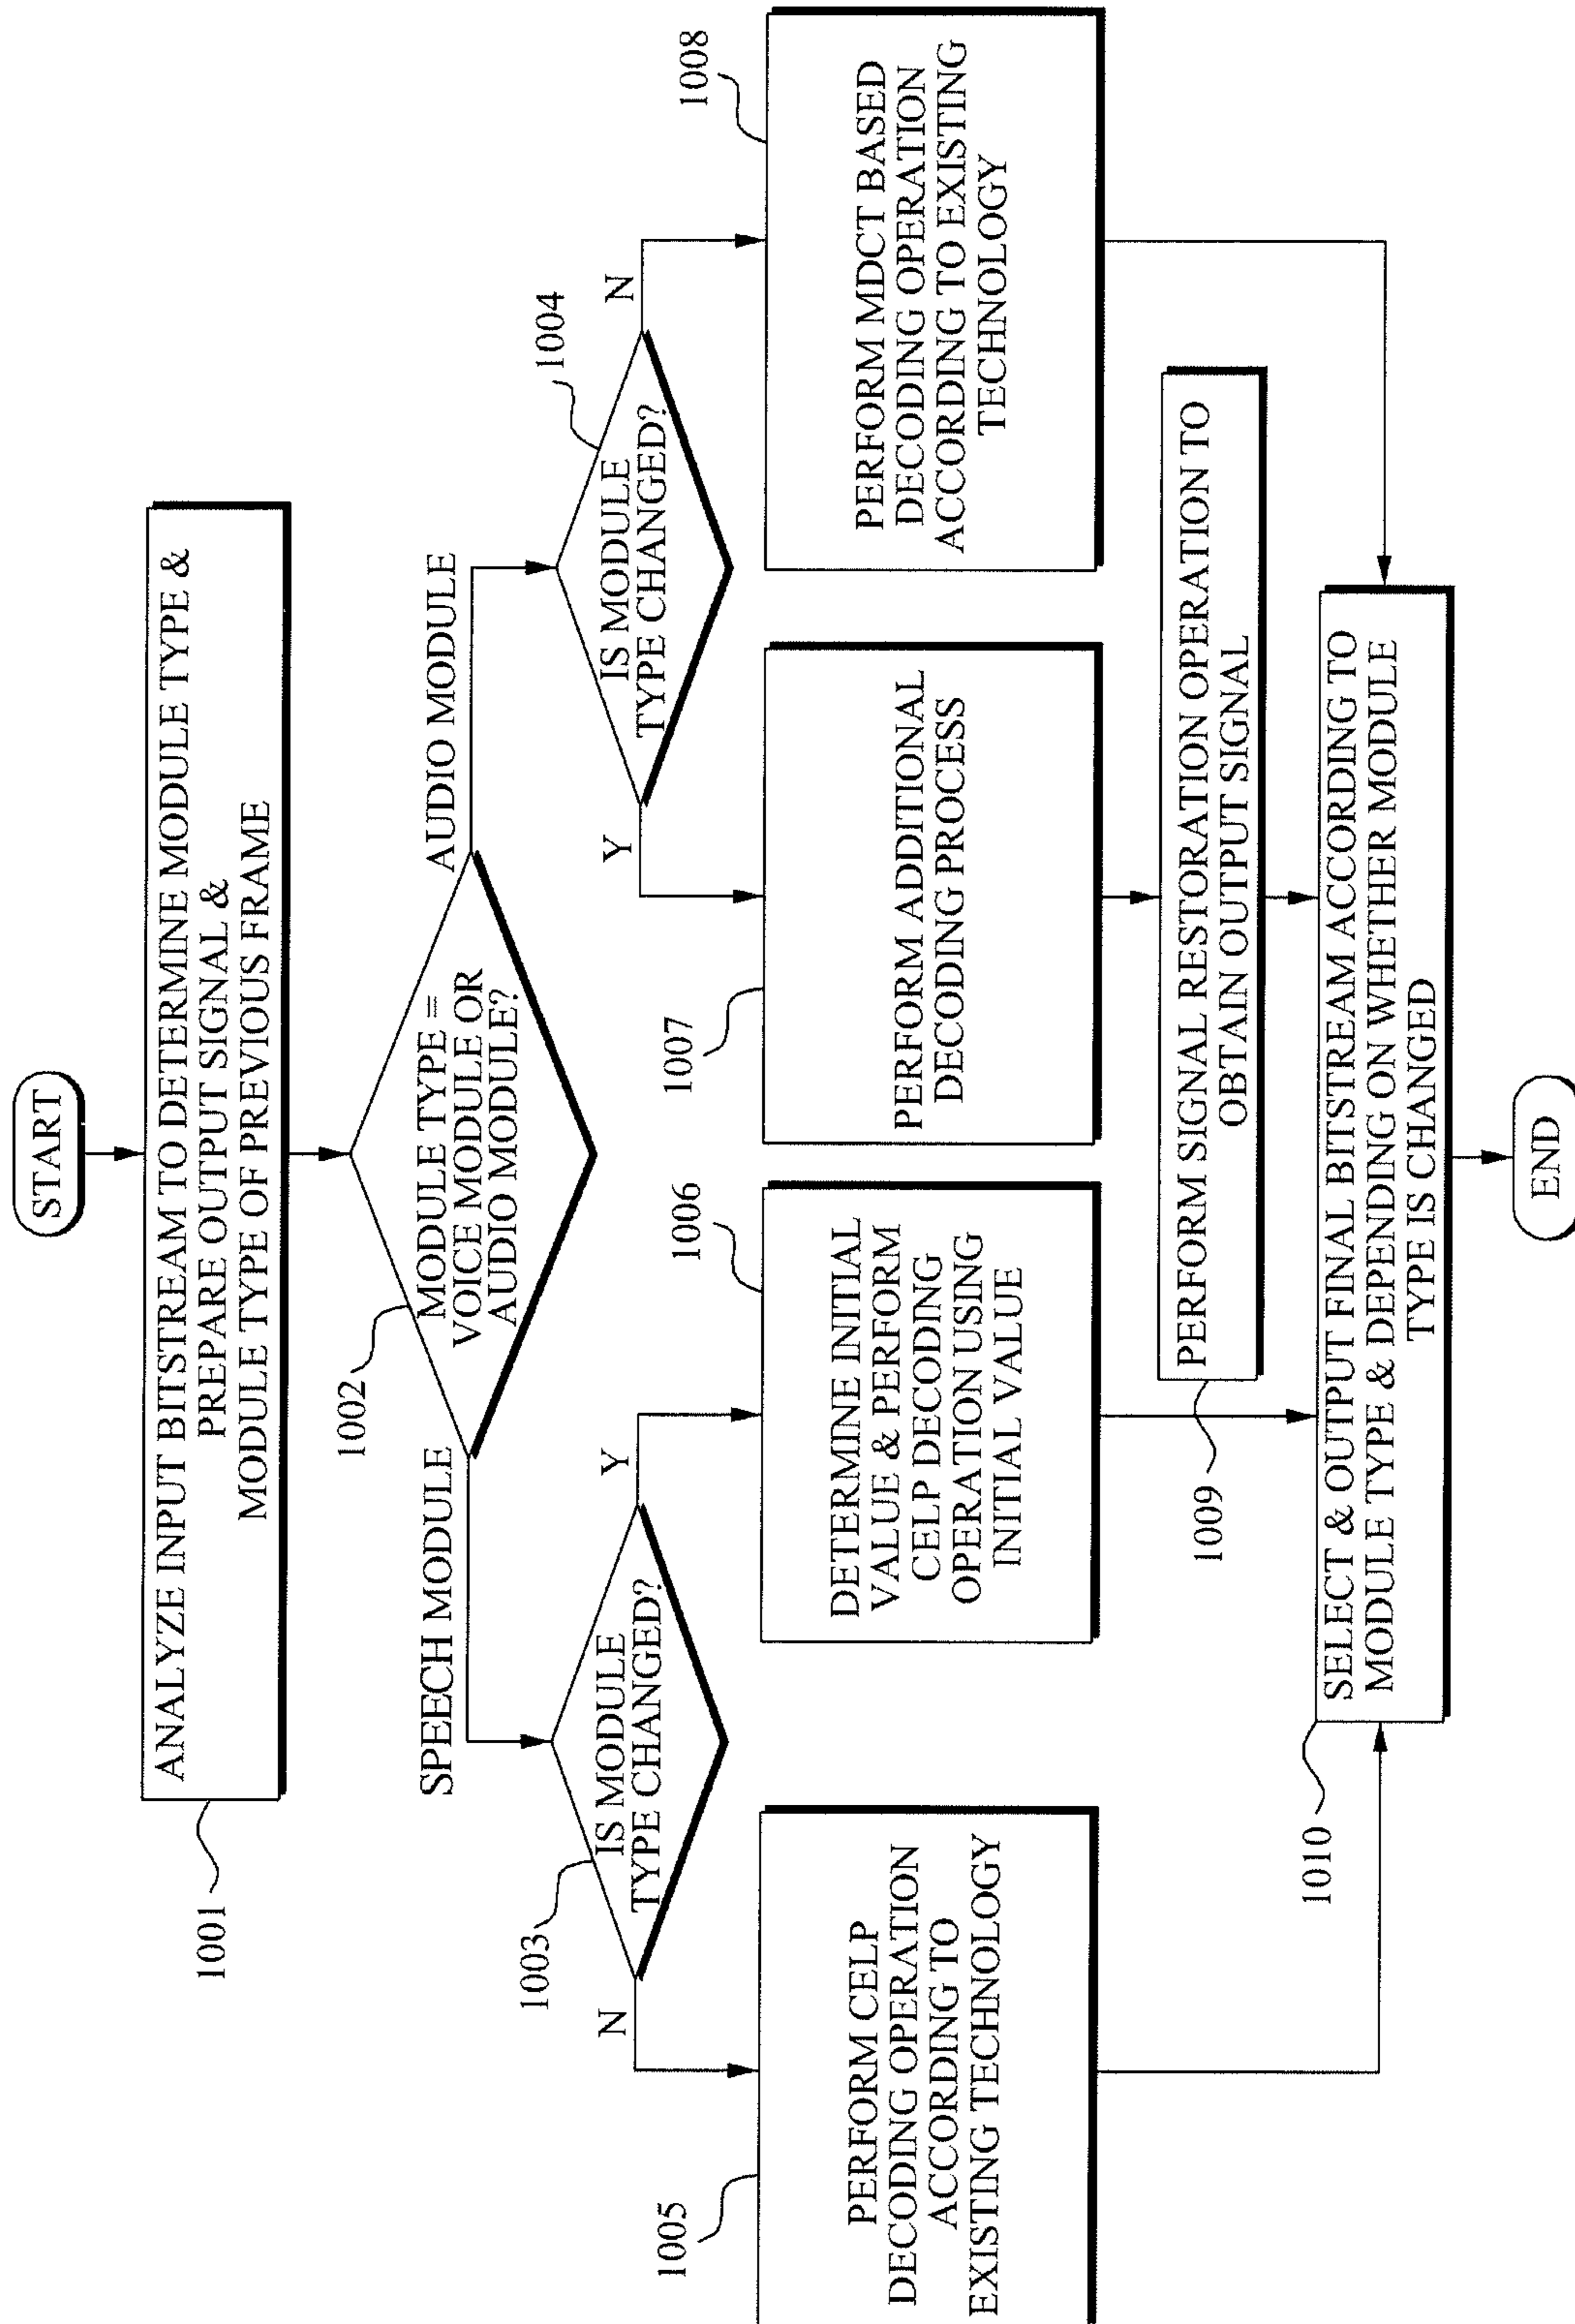 START
ANALYZE INPUT BITSTREAM TO DETERMINE MODULE TYPE &
PREPARE OUTPUT SIGNAL &
MODULE TYPE OF PREVIOUS FRAME
1001
1002
MODULE TYPE =
VOICE MODULE OR
AUDIO MODULE?
SPEECH MODULE
AUDIO MODULE
1003
IS MODULE
TYPE CHANGED?
N
Y
1004
IS MODULE
TYPE CHANGED?
Y
N
1005
PERFORM CELP
DECODING OPERATION
ACCORDING TO
EXISTING TECHNOLOGY
1006
DETERMINE INITIAL
VALUE & PERFORM
CELP DECODING
OPERATION USING
INITIAL VALUE
1007
PERFORM ADDITIONAL
DECODING PROCESS
1008
PERFORM MDCT BASED
DECODING OPERATION
ACCORDING TO EXISTING
TECHNOLOGY
1009
PERFORM SIGNAL RESTORATION OPERATION TO
OBTAIN OUTPUT SIGNAL
1010
SELECT & OUTPUT FINAL BITSTREAM ACCORDING TO
MODULE TYPE & DEPENDING ON WHETHER MODULE
TYPE IS CHANGED
END